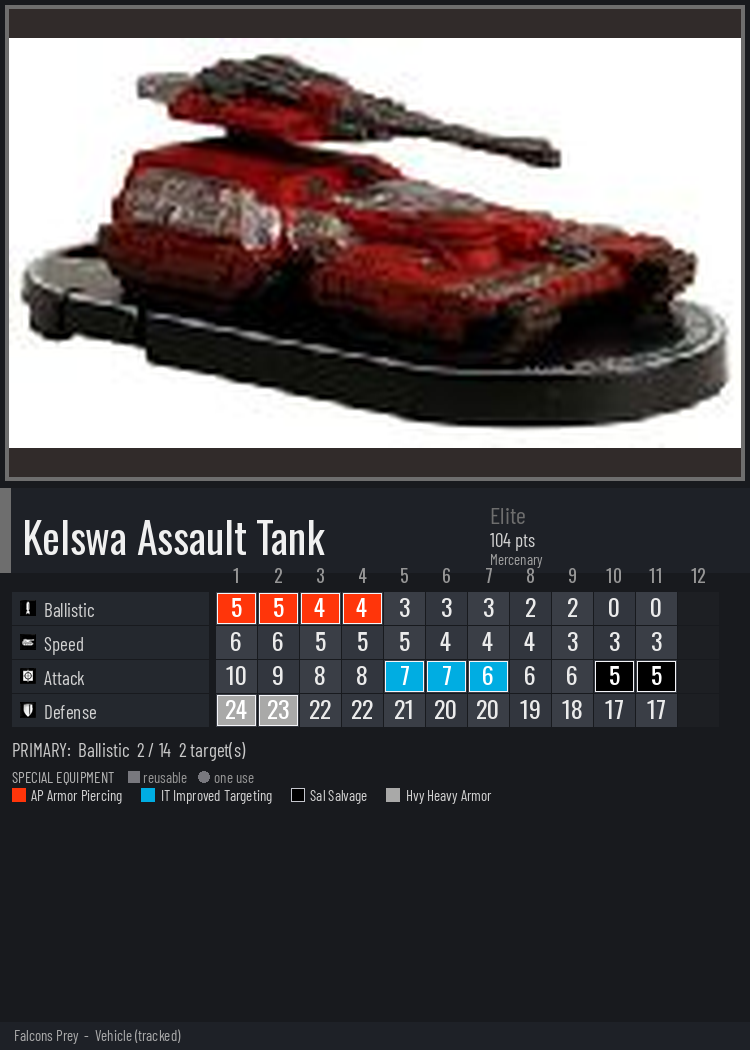 Kelswa Assault Tank
Elite
104 pts
Mercenary
1 2 3 4 5 6 7 8 9 10 11 12
Ballistic 5 5 4 4 3 3 3 2 2 0 0
Speed 6 6 5 5 5 4 4 4 3 3 3
Attack 10 9 8 8 7 7 6 6 6 5 5
Defense 24 23 22 22 21 20 20 19 18 17 17
PRIMARY: Ballistic 2 / 14 2 target(s)
SPECIAL EQUIPMENT reusable one use
AP Armor Piercing IT Improved Targeting Sal Salvage Hvy Heavy Armor
Falcons Prey - Vehicle (tracked)